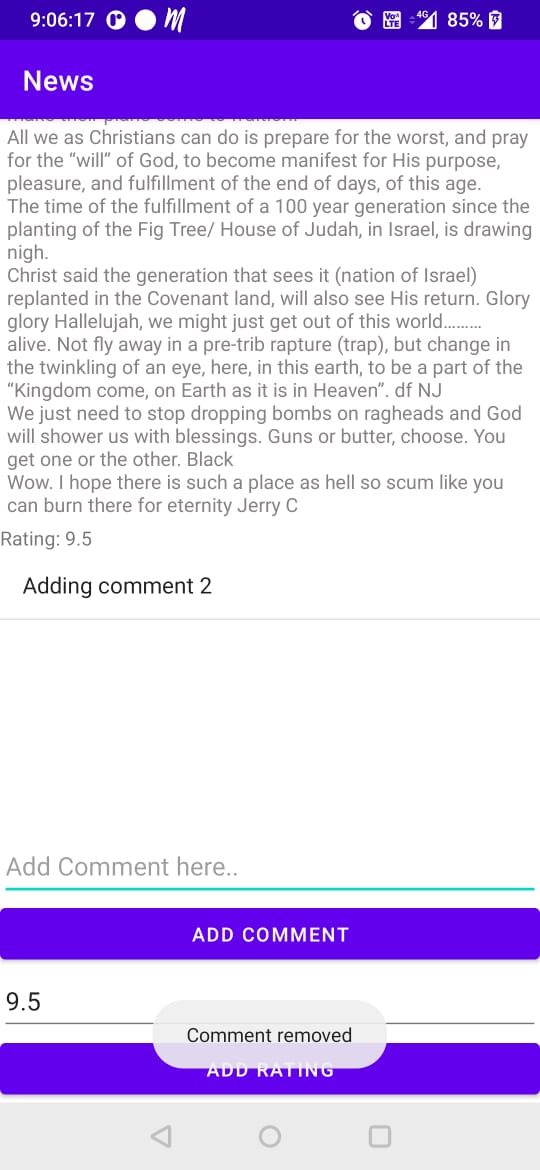 9:06:17 4G 85%
News
make their plans come to fruition.
All we as Christians can do is prepare for the worst, and pray
for the “will” of God, to become manifest for His purpose,
pleasure, and fulfillment of the end of days, of this age.
The time of the fulfillment of a 100 year generation since the
planting of the Fig Tree/ House of Judah, in Israel, is drawing
nigh.
Christ said the generation that sees it (nation of Israel)
replanted in the Covenant land, will also see His return. Glory
glory Hallelujah, we might just get out of this world………
alive. Not fly away in a pre-trib rapture (trap), but change in
the twinkling of an eye, here, in this earth, to be a part of the
“Kingdom come, on Earth as it is in Heaven”. df NJ
We just need to stop dropping bombs on ragheads and God
will shower us with blessings. Guns or butter, choose. You
get one or the other. Black
Wow. I hope there is such a place as hell so scum like you
can burn there for eternity Jerry C
Rating: 9.5
Adding comment 2
Add Comment here..
ADD COMMENT
9.5
Comment removed
ADD RATING